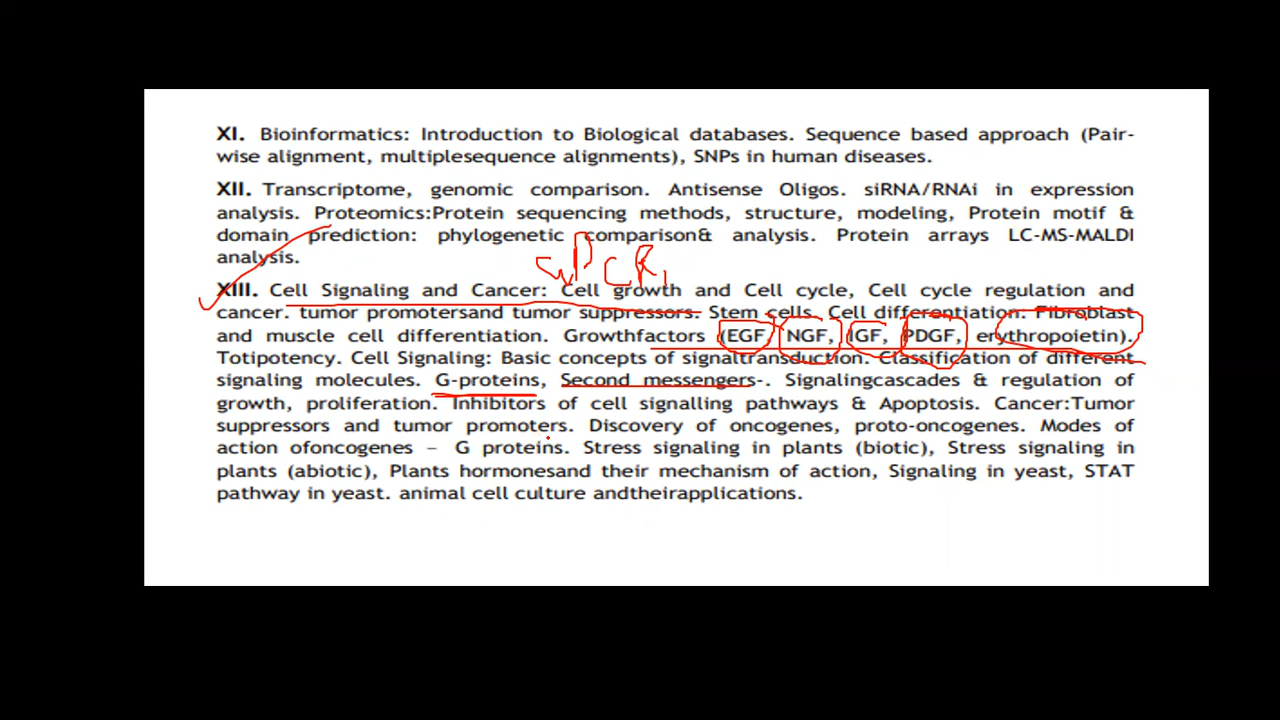 XI. Bioinformatics: Introduction to Biological databases. Sequence based approach (Pair-
wise alignment, multiplesequence alignments), SNPs in human diseases.
XII. Transcriptome, genomic comparison. Antisense Oligos. siRNA/RNAi in expression
analysis. Proteomics:Protein sequencing methods, structure, modeling, Protein motif &
domain prediction: phylogenetic comparison& analysis. Protein arrays LC-MS-MALDI
analysis.
GPCR,
XIII. Cell Signaling and Cancer: Cell growth and Cell cycle, Cell cycle regulation and
cancer. tumor promotersand tumor suppressors. Stem cells. Cell differentiation: Fibroblast
and muscle cell differentiation. Growthfactors (EGF, NGF, IGF, PDGF, erythropoietin).
Totipotency. Cell Signaling: Basic concepts of signaltransduction. Classification of different
signaling molecules. G-proteins, Second messengers-. Signalingcascades & regulation of
growth, proliferation. Inhibitors of cell signalling pathways & Apoptosis. Cancer:Tumor
suppressors and tumor promoters. Discovery of oncogenes, proto-oncogenes. Modes of
action ofoncogenes – G proteins. Stress signaling in plants (biotic), Stress signaling in
plants (abiotic), Plants hormonesand their mechanism of action, Signaling in yeast, STAT
pathway in yeast. animal cell culture andtheirapplications.